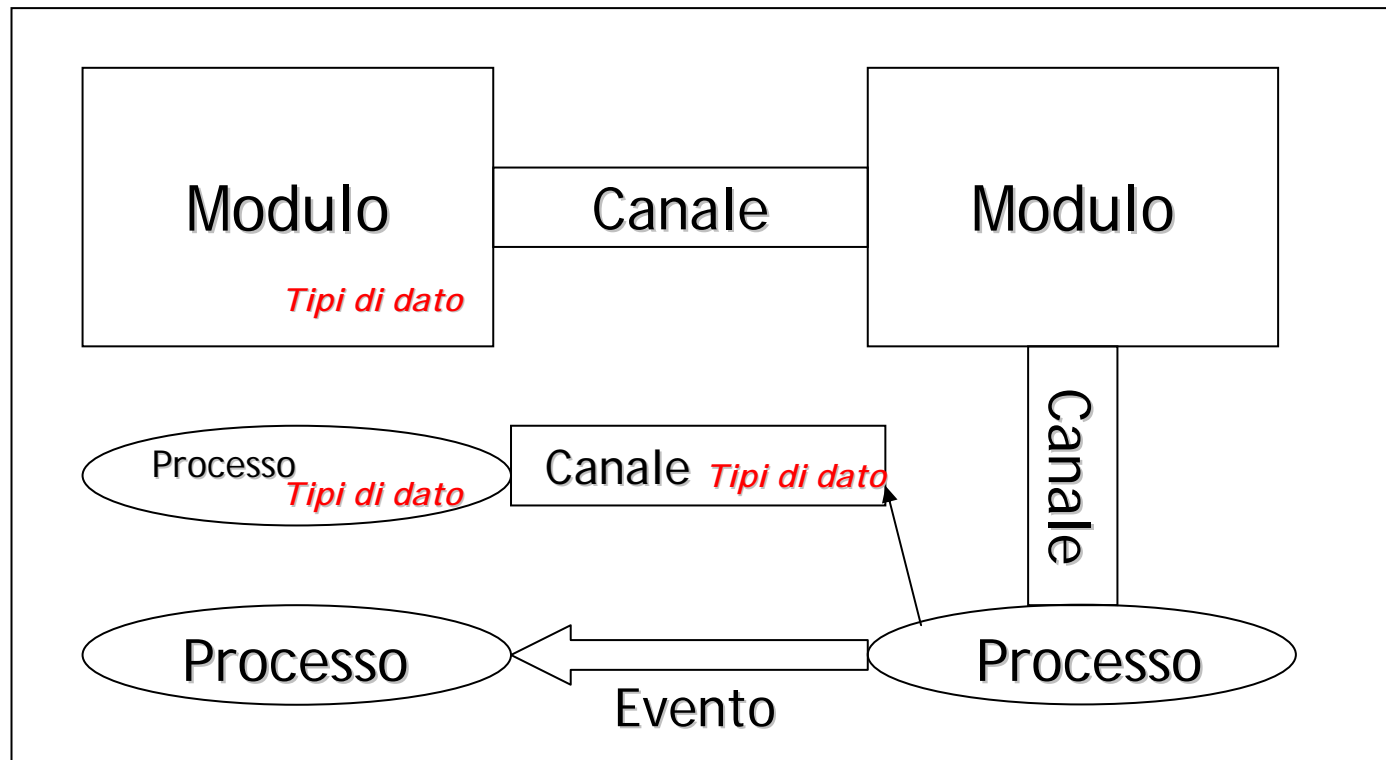 Modulo
Tipi di dato
Canale
Modulo
Canale
Processo
Tipi di dato
Canale Tipi di dato
Processo
Evento
Processo